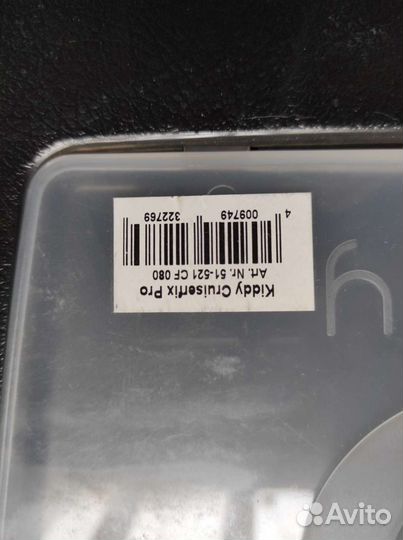 Kiddy Cruiserfix Pro
Art. Nr. 51-521 CF 080
4 009749 322769
Avito